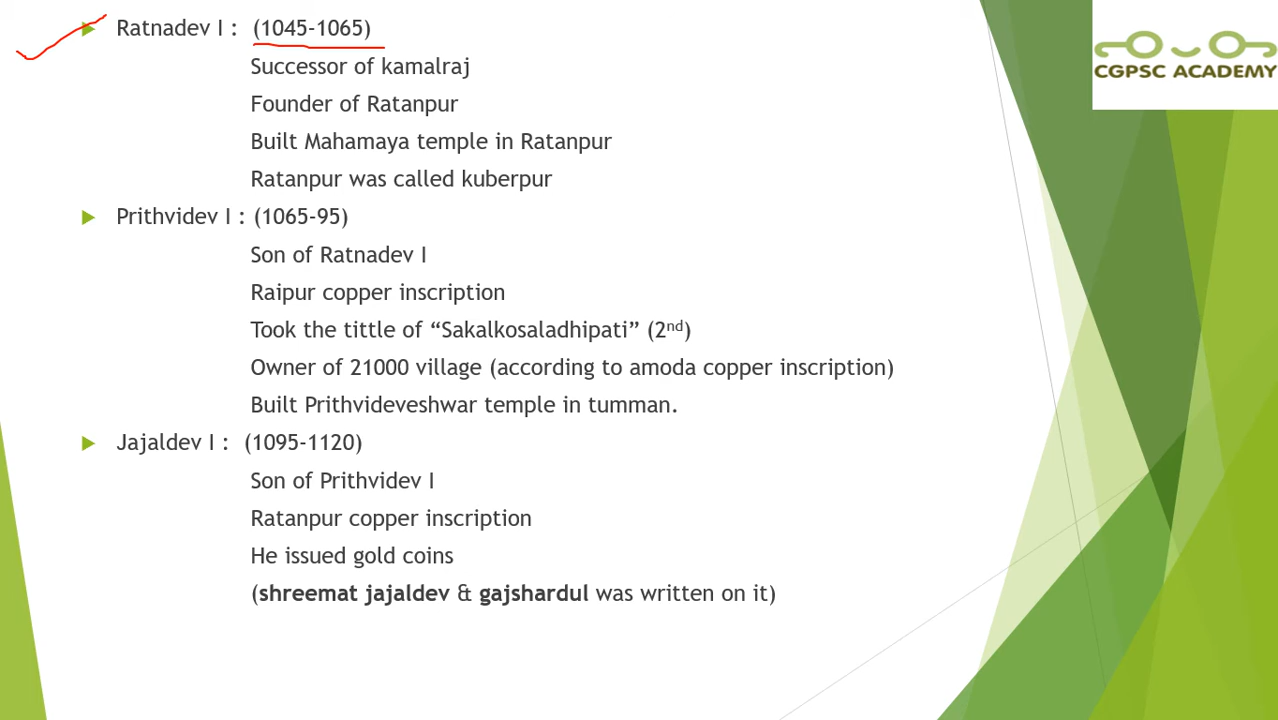 Ratnadev I : (1045-1065)
Successor of kamalraj
Founder of Ratanpur
Built Mahamaya temple in Ratanpur
Ratanpur was called kuberpur
Prithvidev I : (1065-95)
Son of Ratnadev I
Raipur copper inscription
Took the tittle of “Sakalkosaladhipati” (2nd)
Owner of 21000 village (according to amoda copper inscription)
Built Prithvideveshwar temple in tumman.
Jajaldev I : (1095-1120)
Son of Prithvidev I
Ratanpur copper inscription
He issued gold coins
(shreemat jajaldev & gajshardul was written on it)
CGPSC ACADEMY